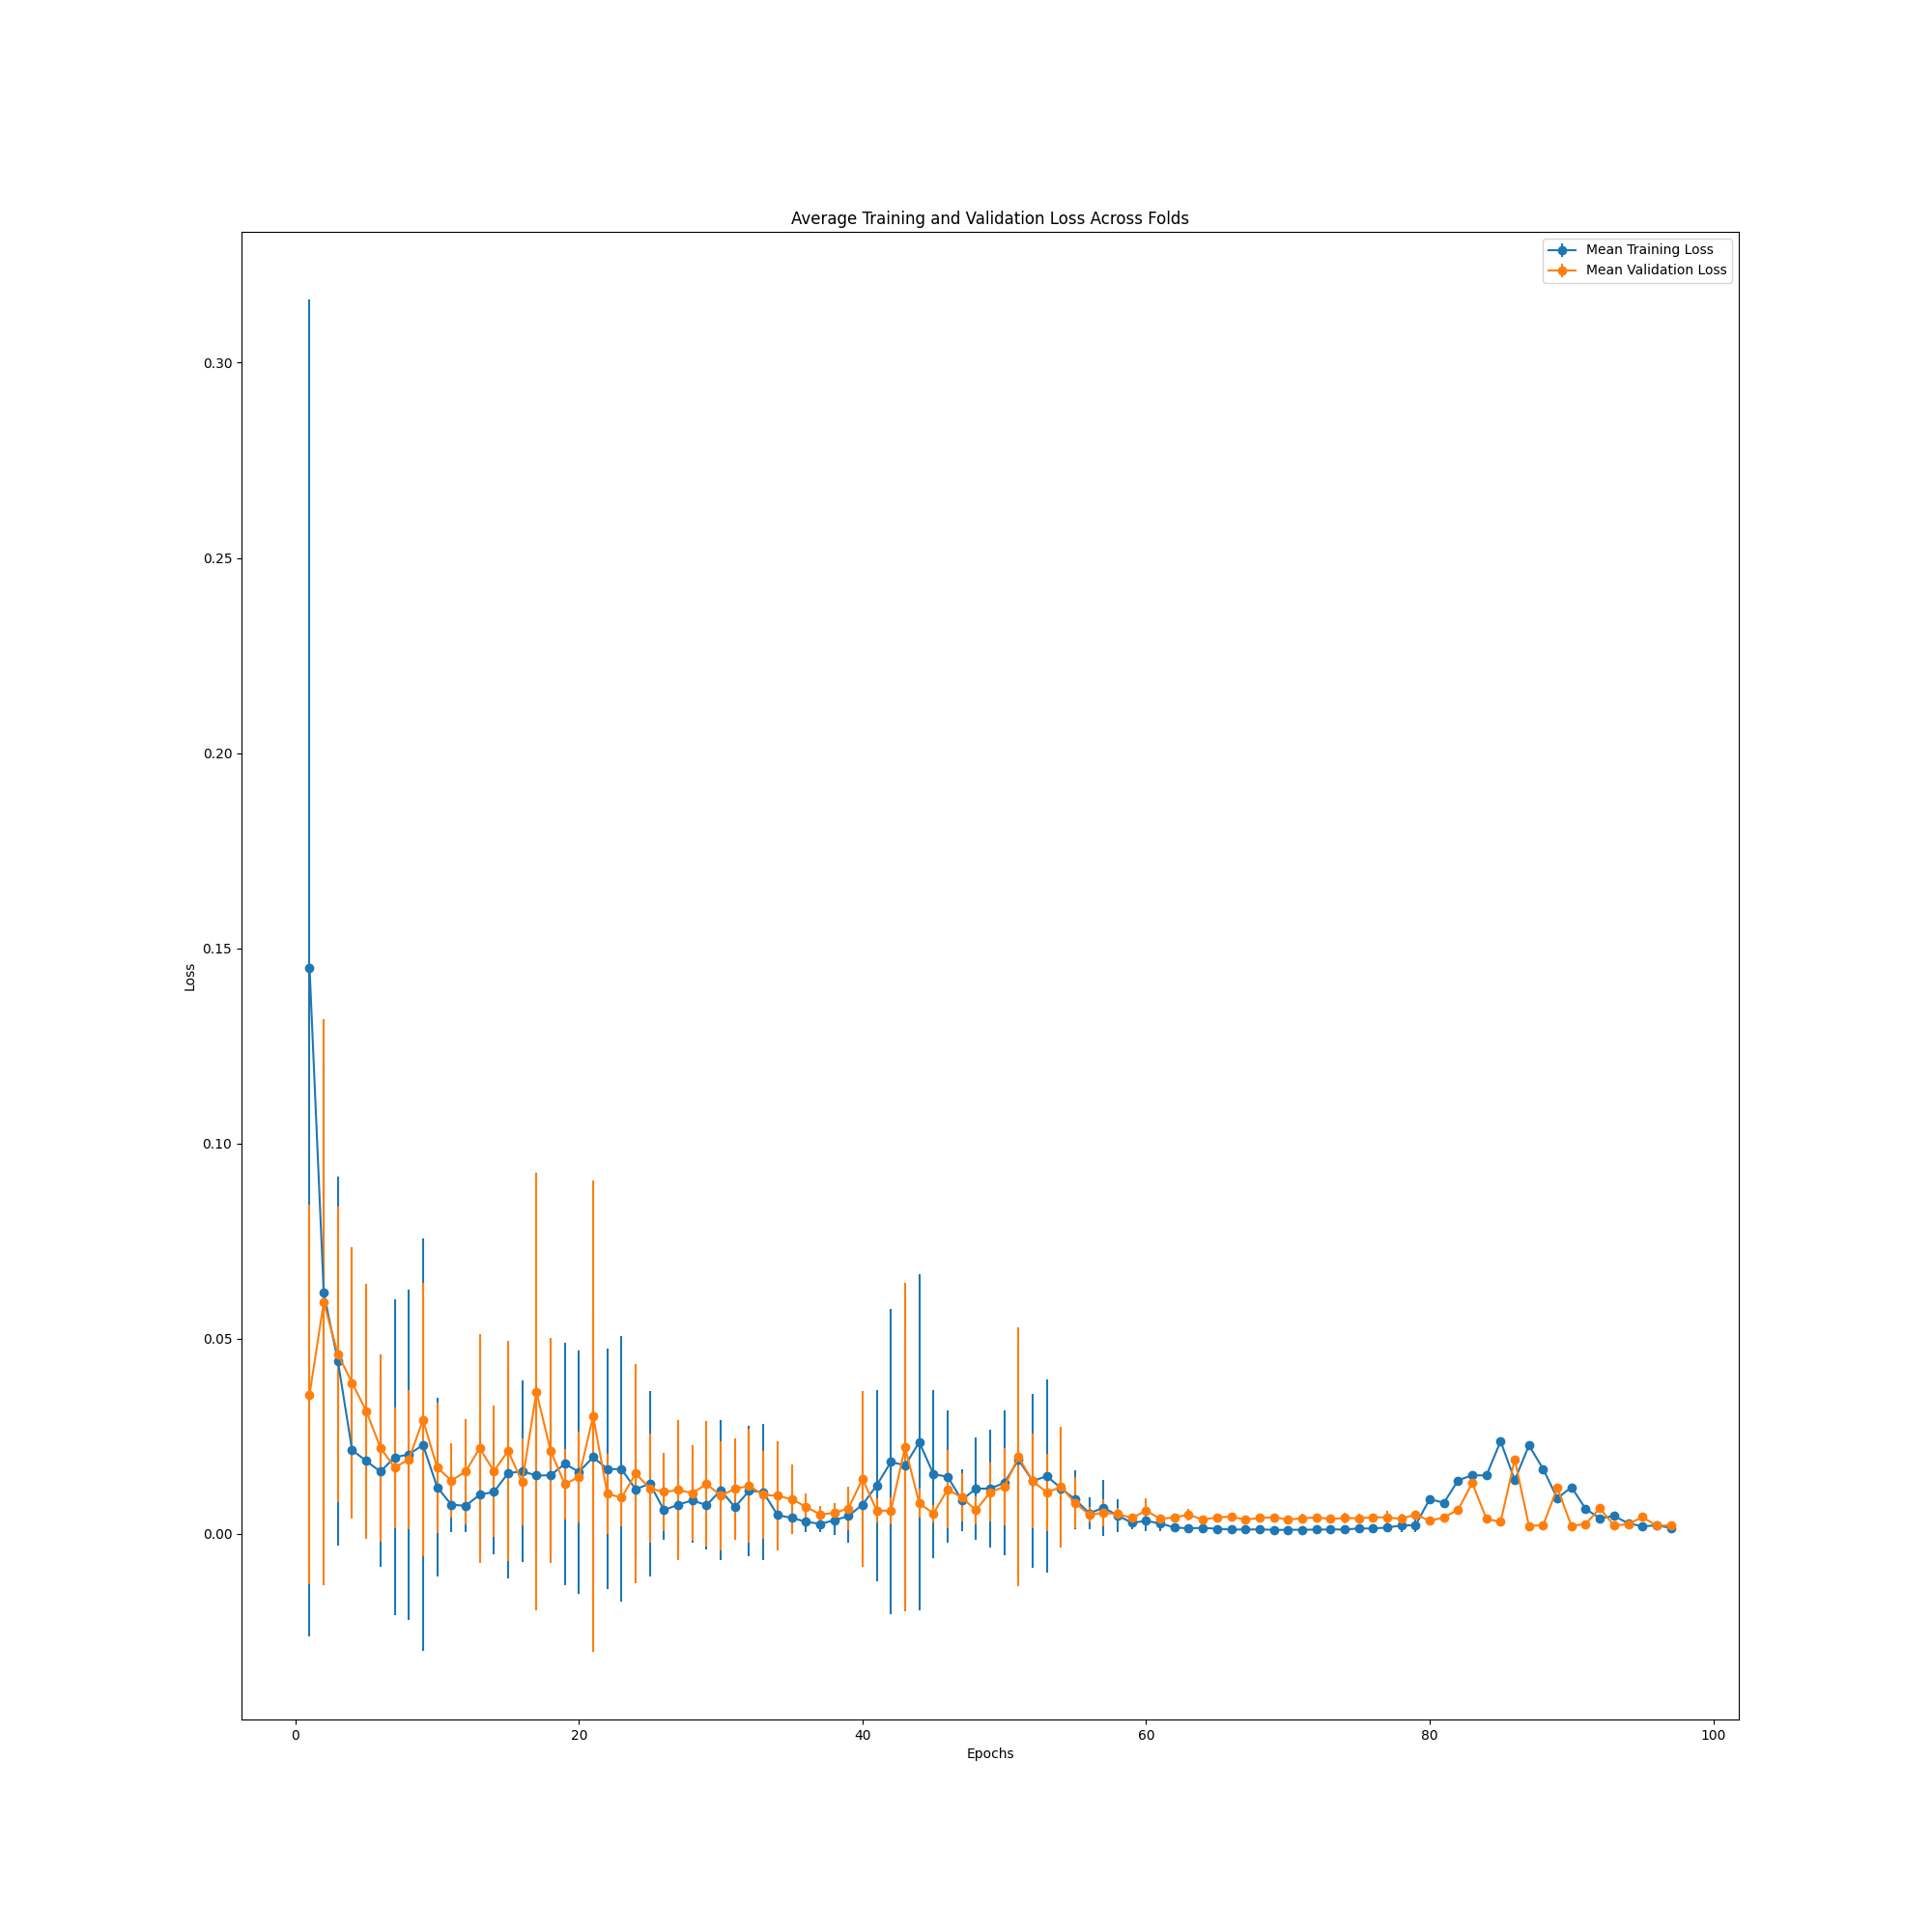 Average Training and Validation Loss Across Folds
Mean Training Loss
Mean Validation Loss
0.30
0.25
0.20
0.15
0.10
0.05
0.00
Loss
0 20 40 60 80 100
Epochs